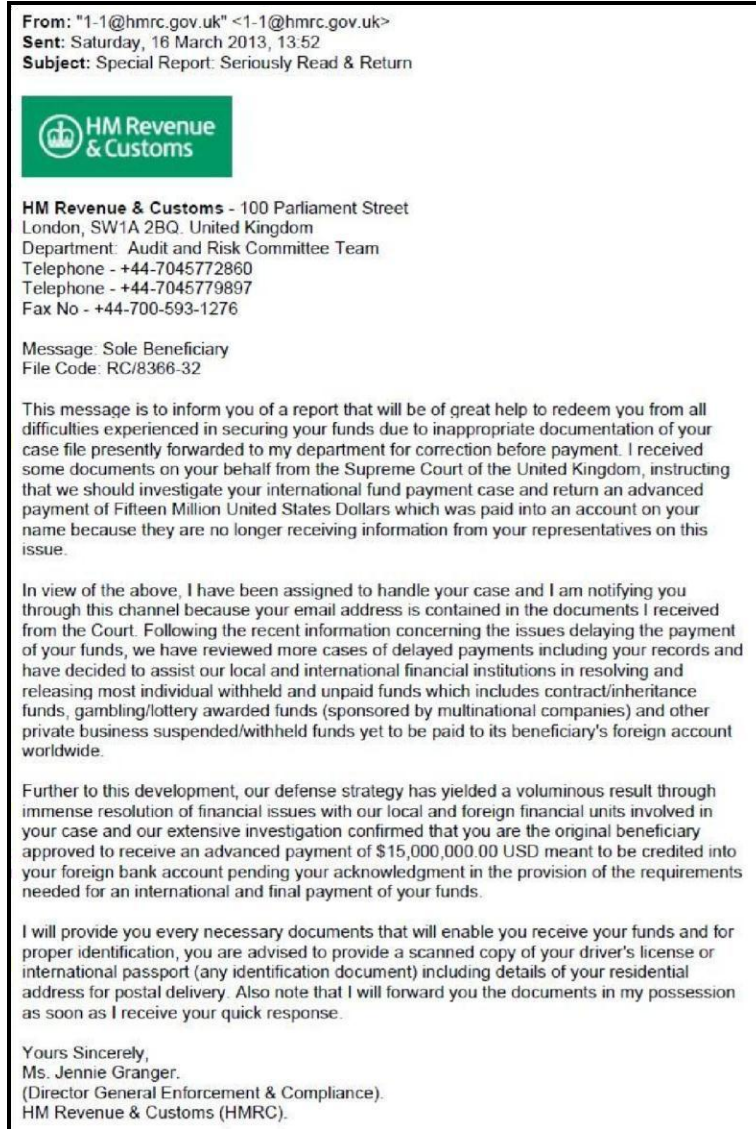 From: "1-1@hmrc.gov.uk" <1-1@hmrc.gov.uk>
Sent: Saturday, 16 March 2013, 13:52
Subject: Special Report: Seriously Read & Return
HM Revenue
& Customs
HM Revenue & Customs - 100 Parliament Street
London, SW1A 2BQ. United Kingdom
Department: Audit and Risk Committee Team
Telephone - +44-7045772860
Telephone - +44-7045779897
Fax No - +44-700-593-1276
Message: Sole Beneficiary
File Code: RC/8366-32
This message is to inform you of a report that will be of great help to redeem you from all
difficulties experienced in securing your funds due to inappropriate documentation of your
case file presently forwarded to my department for correction before payment. I received
some documents on your behalf from the Supreme Court of the United Kingdom, instructing
that we should investigate your international fund payment case and return an advanced
payment of Fifteen Million United States Dollars which was paid into an account on your
name because they are no longer receiving information from your representatives on this
issue.
In view of the above, I have been assigned to handle your case and I am notifying you
through this channel because your email address is contained in the documents I received
from the Court. Following the recent information concerning the issues delaying the payment
of your funds, we have reviewed more cases of delayed payments including your records and
have decided to assist our local and international financial institutions in resolving and
releasing most individual withheld and unpaid funds which includes contract/inheritance
funds, gambling/lottery awarded funds (sponsored by multinational companies) and other
private business suspended/withheld funds yet to be paid to its beneficiary's foreign account
worldwide.
Further to this development, our defense strategy has yielded a voluminous result through
immense resolution of financial issues with our local and foreign financial units involved in
your case and our extensive investigation confirmed that you are the original beneficiary
approved to receive an advanced payment of $15,000,000.00 USD meant to be credited into
your foreign bank account pending your acknowledgment in the provision of the requirements
needed for an international and final payment of your funds.
I will provide you every necessary documents that will enable you receive your funds and for
proper identification, you are advised to provide a scanned copy of your driver's license or
international passport (any identification document) including details of your residential
address for postal delivery. Also note that I will forward you the documents in my possession
as soon as I receive your quick response.
Yours Sincerely,
Ms. Jennie Granger.
(Director General Enforcement & Compliance).
HM Revenue & Customs (HMRC).